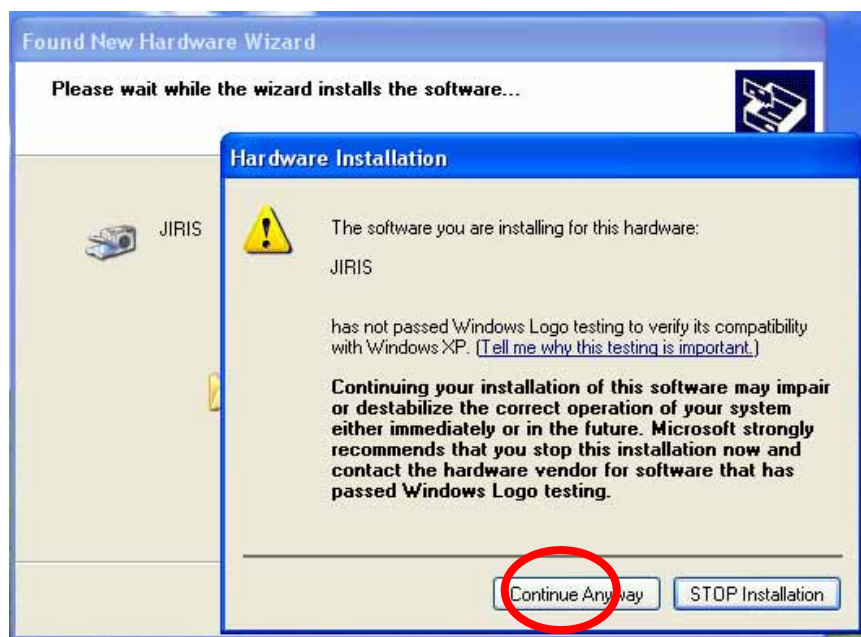 Found New Hardware Wizard
Please wait while the wizard installs the software...
JIRIS
Hardware Installation
The software you are installing for this hardware:
JIRIS
has not passed Windows Logo testing to verify its compatibility
with Windows XP. (Tell me why this testing is important.)
Continuing your installation of this software may impair
or destabilize the correct operation of your system
either immediately or in the future. Microsoft strongly
recommends that you stop this installation now and
contact the hardware vendor for software that has
passed Windows Logo testing.
Continue Anyway
STOP Installation